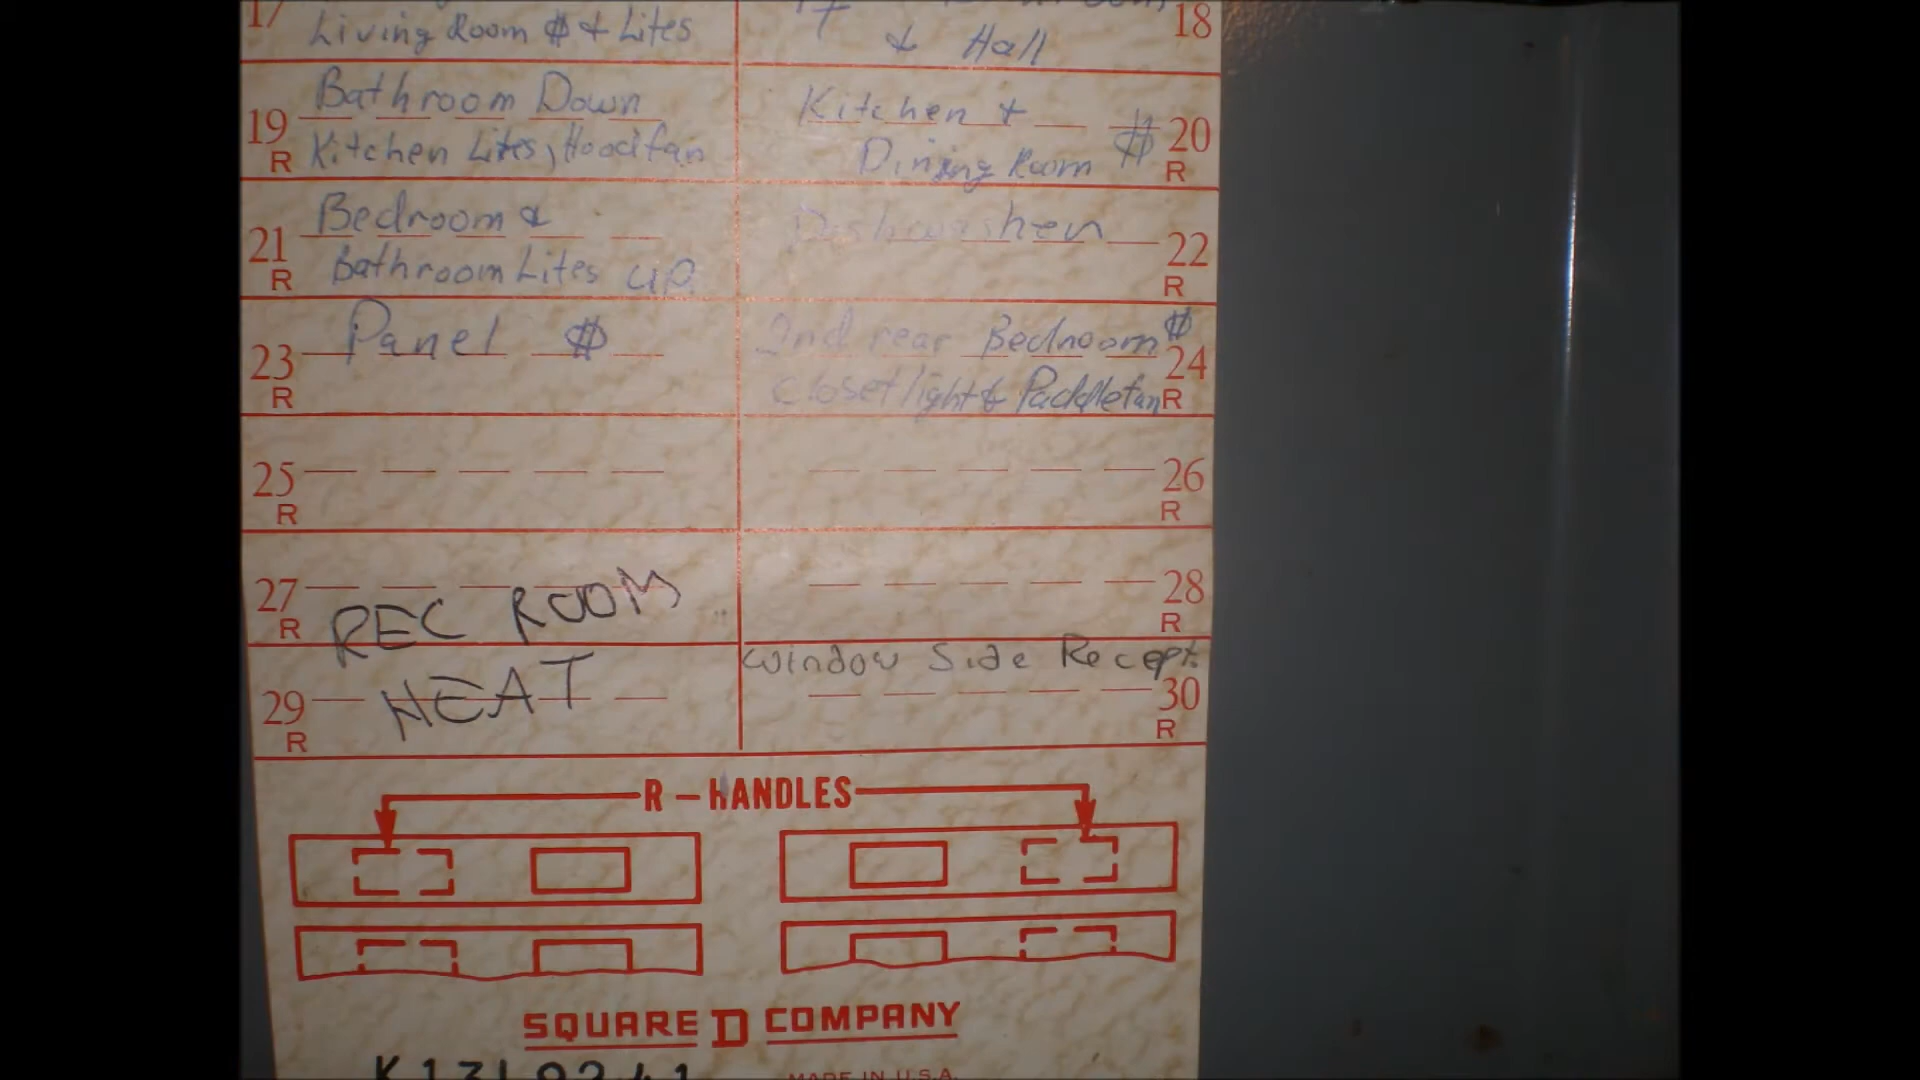 17
Living Room $ & Lites
& Hall
18
19
R
Bathroom Down
Kitchen Lites, Hood fan
Kitchen &
Dining Room $
20
R
21
R
Bedroom &
Bathroom Lites up
Dishwasher
22
R
23
R
Panel $
2nd rear Bedroom $
Closet light & Paddlefan
24
R
25
R
26
R
27
R
REC ROOM
28
R
29
R
HEAT
Window Side Recept.
30
R
R - HANDLES
SQUARE D COMPANY
MADE IN U.S.A.